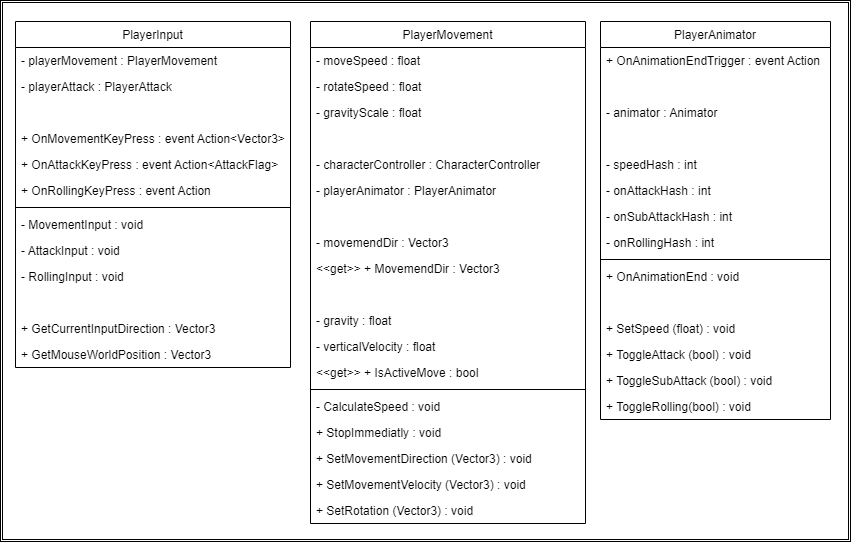 PlayerInput
- playerMovement : PlayerMovement
- playerAttack : PlayerAttack
+ OnMovementKeyPress : event Action<Vector3>
+ OnAttackKeyPress : event Action<AttackFlag>
+ OnRollingKeyPress : event Action
- MovementInput : void
- AttackInput : void
- RollingInput : void
+ GetCurrentInputDirection : Vector3
+ GetMouseWorldPosition : Vector3
PlayerMovement
- moveSpeed : float
- rotateSpeed : float
- gravityScale : float
- characterController : CharacterController
- playerAnimator : PlayerAnimator
- movemendDir : Vector3
<<get>> + MovemendDir : Vector3
- gravity : float
- verticalVelocity : float
<<get>> + IsActiveMove : bool
- CalculateSpeed : void
+ StopImmediatly : void
+ SetMovementDirection (Vector3) : void
+ SetMovementVelocity (Vector3) : void
+ SetRotation (Vector3) : void
PlayerAnimator
+ OnAnimationEndTrigger : event Action
- animator : Animator
- speedHash : int
- onAttackHash : int
- onSubAttackHash : int
- onRollingHash : int
+ OnAnimationEnd : void
+ SetSpeed (float) : void
+ ToggleAttack (bool) : void
+ ToggleSubAttack (bool) : void
+ ToggleRolling(bool) : void